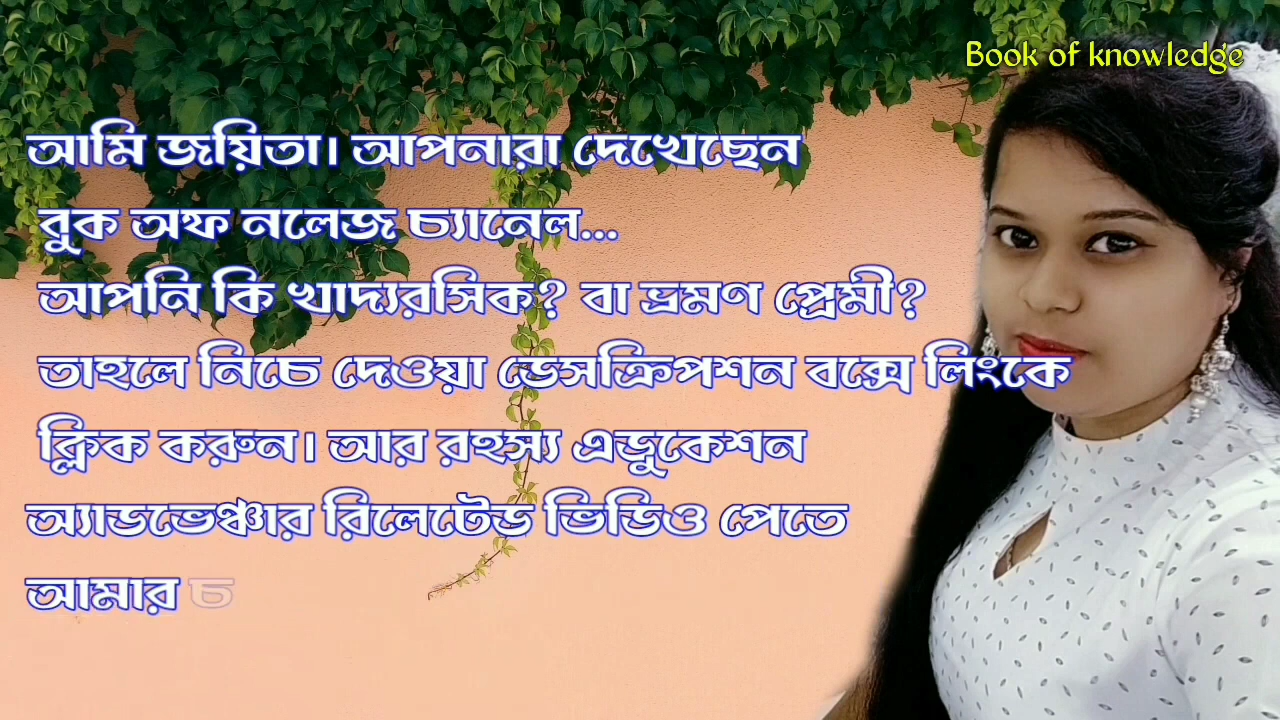 Book of knowledge
আমি জয়িতা। আপনারা দেখেছেন
বুক অফ নলেজ চ্যানেল...
আপনি কি খাদ্যরসিক? বা ভ্রমণ প্রেমী?
তাহলে নিচে দেওয়া ডেসক্রিপশন বক্সে লিংকে
ক্লিক করুন। আর রহস্য এডুকেশন
অ্যাডভেঞ্চার রিলেটেড ভিডিও পেতে
আমার চ